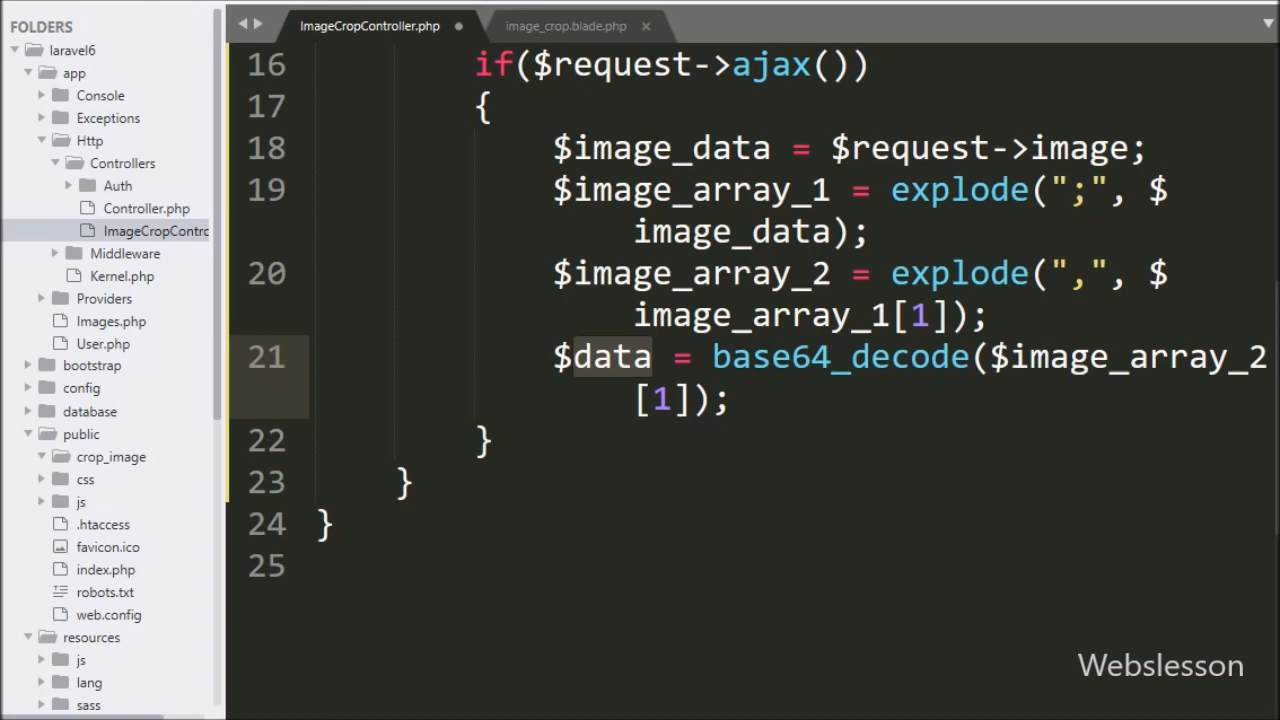 FOLDERS
laravel6
app
Console
Exceptions
Http
Controllers
Auth
Controller.php
ImageCropContro
Middleware
Kernel.php
Providers
Images.php
User.php
bootstrap
config
database
public
crop_image
css
js
.htaccess
favicon.ico
index.php
robots.txt
web.config
resources
js
lang
sass
ImageCropController.php
image_crop.blade.php
16 if($request->ajax())
17 {
18 $image_data = $request->image;
19 $image_array_1 = explode(";", $
image_data);
20 $image_array_2 = explode(",", $
image_array_1[1]);
21 $data = base64_decode($image_array_2
[1]);
22 }
23 }
24 }
25
Webslesson